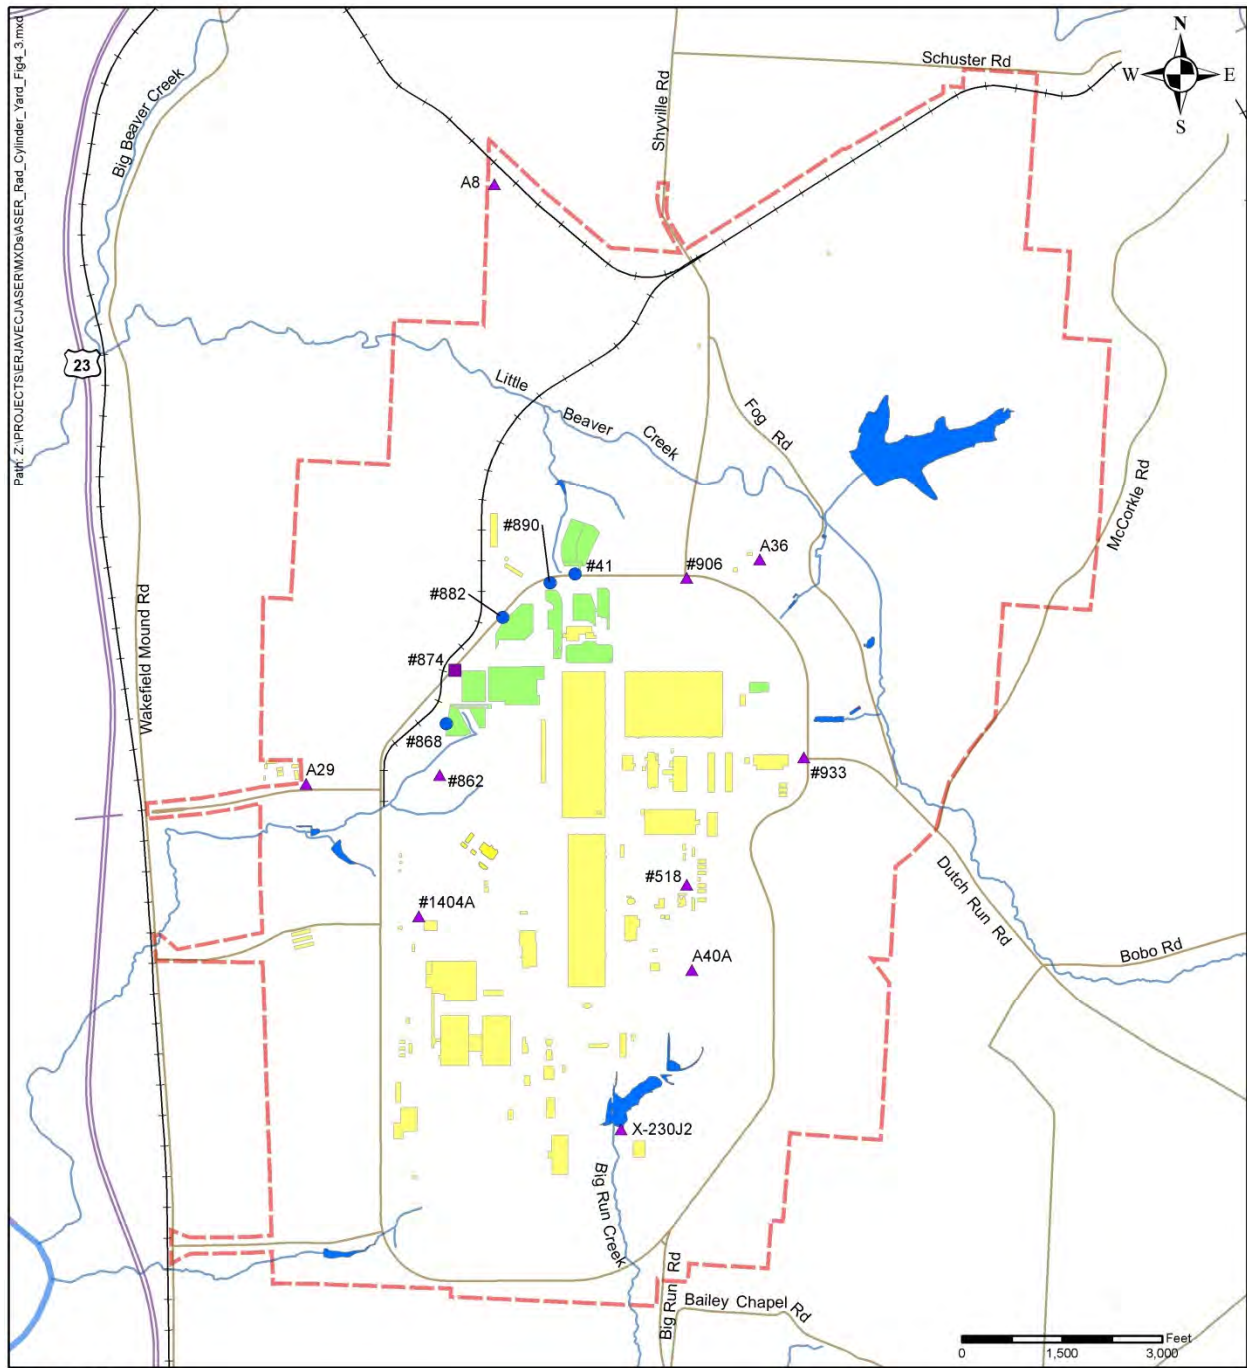 Path: Z:\PROJECTS\ERJAVECJ\ASER\MXDs\ASER_Rad_Cylinder_Yard_Fig4_3.mxd
N
W
E
S
Schuster Rd
Shyville Rd
Big Beaver Creek
A8
23
Little
Beaver
Creek
Fog Rd
McCorkle Rd
#890
#41
A36
#906
#882
#874
Wakefield Mound Rd
#868
#862
A29
#933
#518
Dutch Run Rd
#1404A
A40A
Bobo Rd
X-230J2
Big Run Creek
Big Run Rd
Bailey Chapel Rd
Feet
0
1,500
3,000